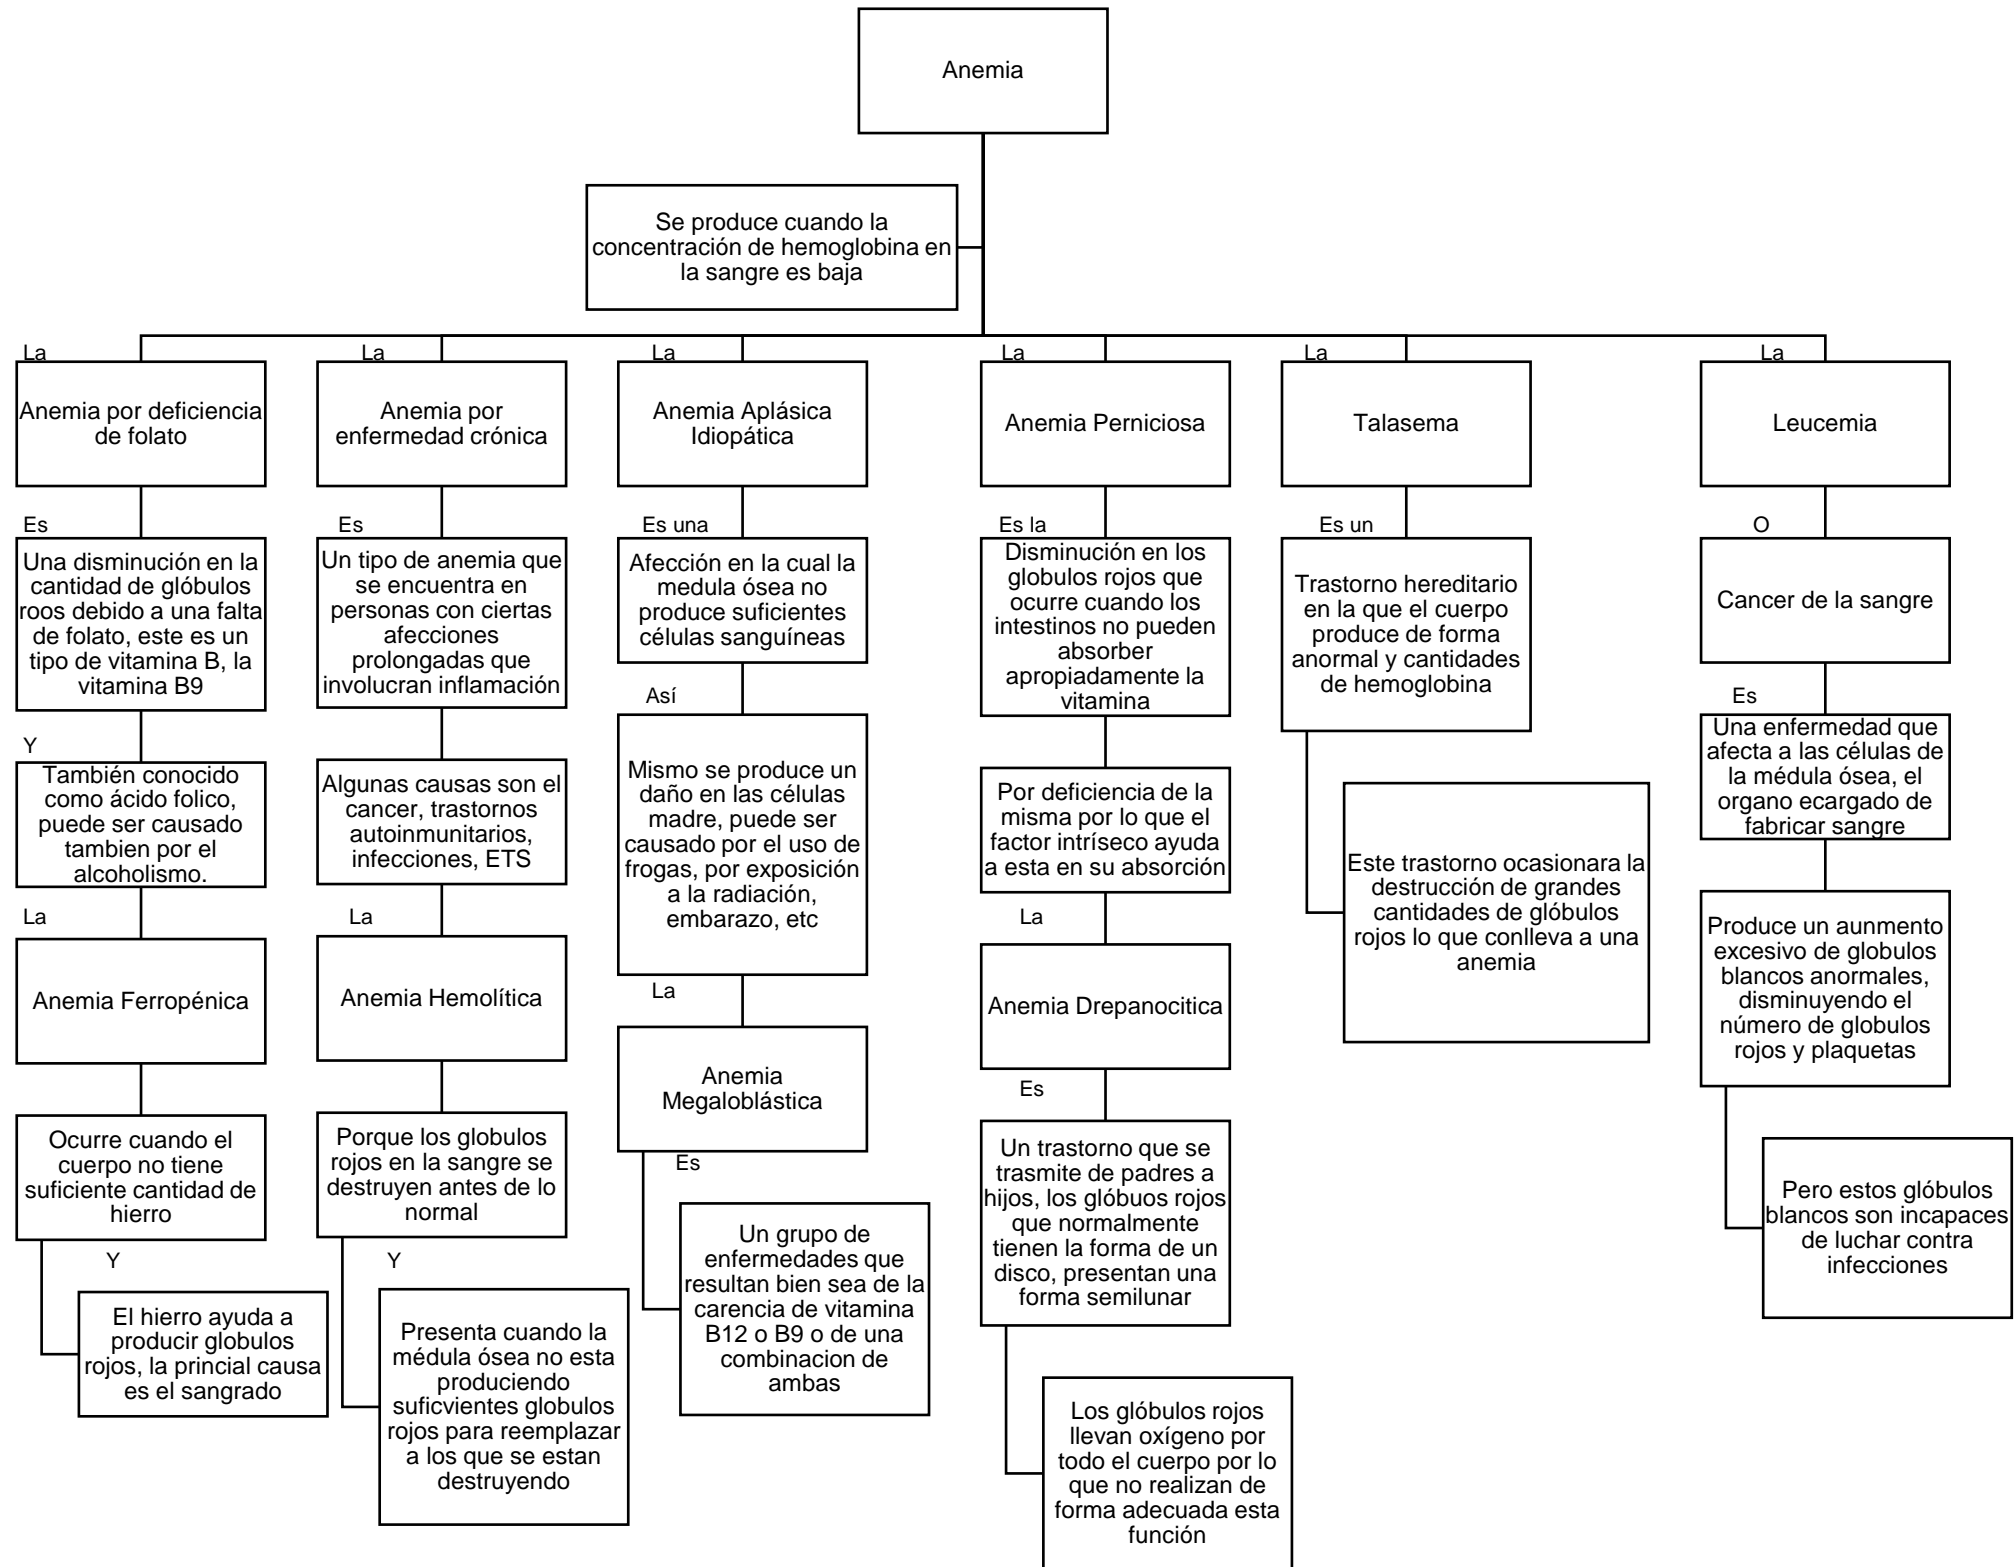 Anemia
Se produce cuando la
concentración de hemoglobina en
la sangre es baja
La
Anemia por deficiencia
de folato
Es
Una disminución en la
cantidad de glóbulos
roos debido a una falta
de folato, este es un
tipo de vitamina B, la
vitamina B9
Y
También conocido
como ácido folico,
puede ser causado
tambien por el
alcoholismo.
La
Anemia Ferropénica
Ocurre cuando el
cuerpo no tiene
suficiente cantidad de
hierro
Y
El hierro ayuda a
producir globulos
rojos, la princial causa
es el sangrado
La
Anemia por
enfermedad crónica
Es
Un tipo de anemia que
se encuentra en
personas con ciertas
afecciones
prolongadas que
involucran inflamación
Algunas causas son el
cancer, trastornos
autoinmunitarios,
infecciones, ETS
La
Anemia Hemolítica
Porque los globulos
rojos en la sangre se
destruyen antes de lo
normal
Y
Presenta cuando la
médula ósea no esta
produciendo
suficvientes globulos
rojos para reemplazar
a los que se estan
destruyendo
La
Anemia Aplásica
Idiopática
Es una
Afección en la cual la
medula ósea no
produce suficientes
células sanguíneas
Así
Mismo se produce un
daño en las células
madre, puede ser
causado por el uso de
frogas, por exposición
a la radiación,
embarazo, etc
La
Anemia
Megaloblástica
Es
Un grupo de
enfermedades que
resultan bien sea de la
carencia de vitamina
B12 o B9 o de una
combinacion de
ambas
La
Anemia Perniciosa
Es la
Disminución en los
globulos rojos que
ocurre cuando los
intestinos no pueden
absorber
apropiadamente la
vitamina
Por deficiencia de la
misma por lo que el
factor intríseco ayuda
a esta en su absorción
La
Anemia Drepanocitica
Es
Un trastorno que se
trasmite de padres a
hijos, los glóbuos rojos
que normalmente
tienen la forma de un
disco, presentan una
forma semilunar
Los glóbulos rojos
llevan oxígeno por
todo el cuerpo por lo
que no realizan de
forma adecuada esta
función
La
Talasema
Es un
Trastorno hereditario
en la que el cuerpo
produce de forma
anormal y cantidades
de hemoglobina
Este trastorno ocasionara la
destrucción de grandes
cantidades de glóbulos
rojos lo que conlleva a una
anemia
La
Leucemia
O
Cancer de la sangre
Es
Una enfermedad que
afecta a las células de
la médula ósea, el
organo ecargado de
fabricar sangre
Produce un aunmento
excesivo de globulos
blancos anormales,
disminuyendo el
número de globulos
rojos y plaquetas
Pero estos glóbulos
blancos son incapaces
de luchar contra
infecciones